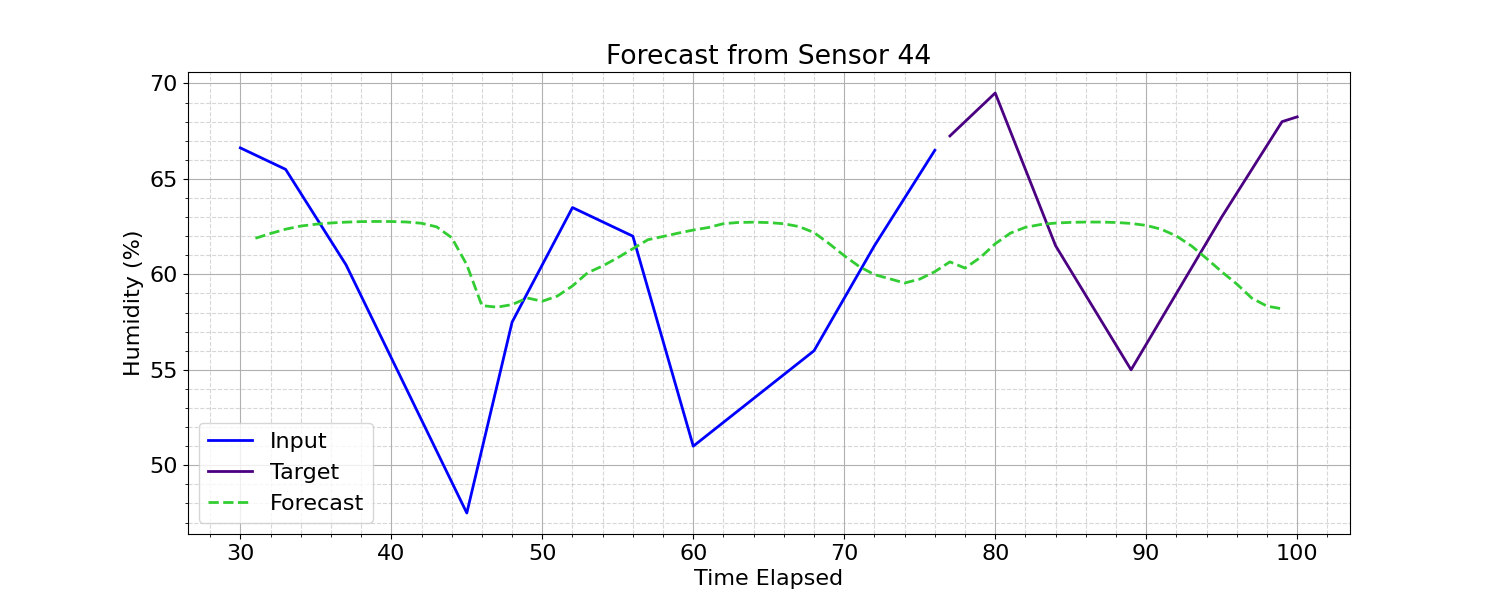 Forecast from Sensor 44
Humidity (%)
70
65
60
55
50
Input
Target
Forecast
30 40 50 60 70 80 90 100
Time Elapsed